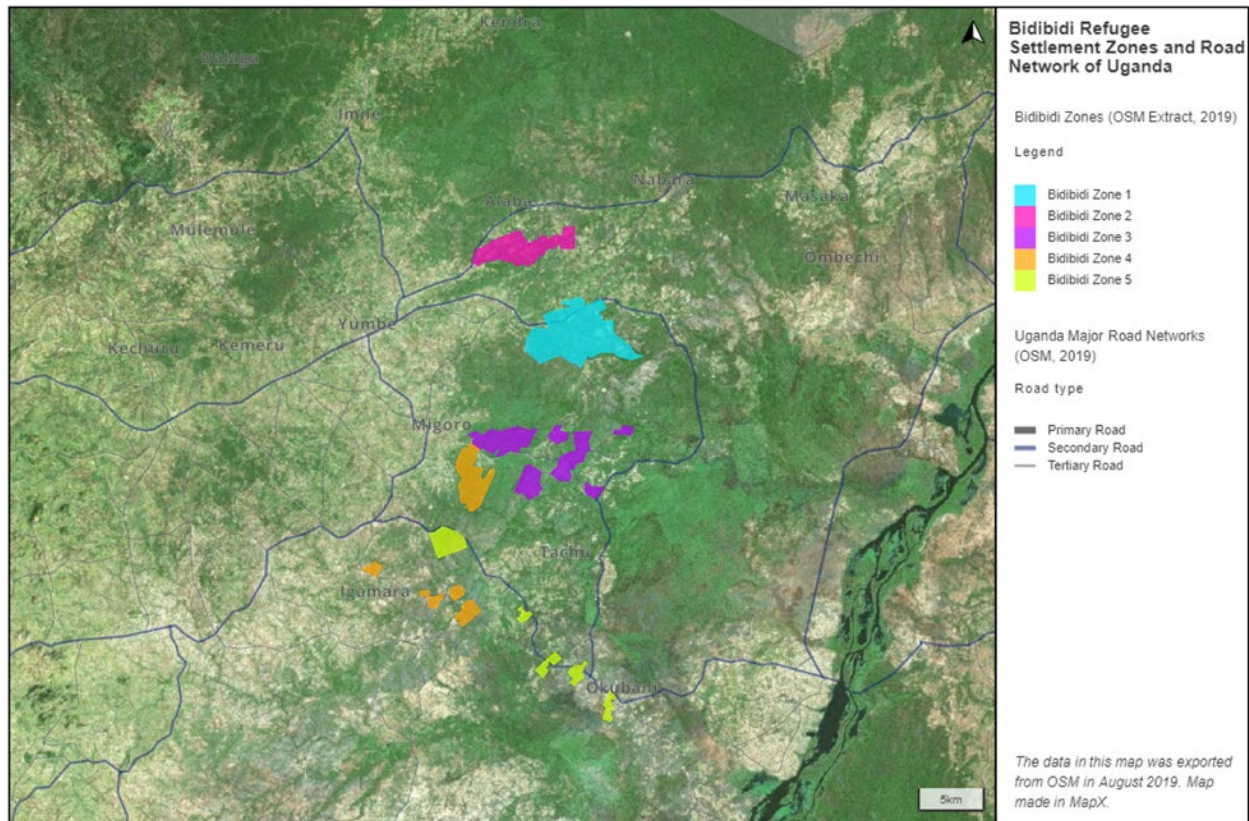 Kendra
Dalaga
Imile
Nabara
Alaba
Masaka
Mulemule
Ombechi
Yumbe
Kechuru
Kemeru
Migoro
Tachu
Igamara
Okubani
5km
Bidibidi Refugee
Settlement Zones and Road
Network of Uganda
Bidibidi Zones (OSM Extract, 2019)
Legend
Bidibidi Zone 1
Bidibidi Zone 2
Bidibidi Zone 3
Bidibidi Zone 4
Bidibidi Zone 5
Uganda Major Road Networks
(OSM, 2019)
Road type
Primary Road
Secondary Road
Tertiary Road
The data in this map was exported
from OSM in August 2019. Map
made in MapX.